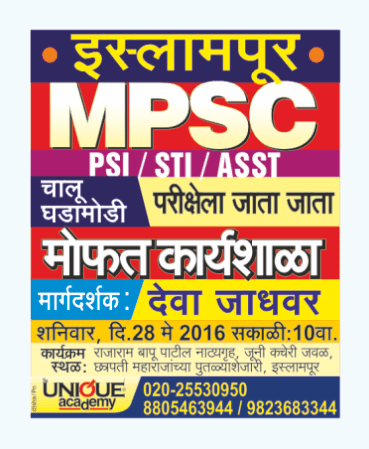 • इस्लामपूर •
MPSC
PSI / STI / ASST
चालू
घडामोडी
परीक्षेला जाता जाता
मोफत कार्यशाळा
मार्गदर्शक : देवा जाधवर
शनिवार, दि.28 मे 2016 सकाळी:10वा.
कार्यक्रम राजाराम बापू पाटील नाट्यगृह, जूनी कचेरी जवळ,
स्थळ: छत्रपती महाराजांच्या पुतळ्याशेजारी, इस्लामपूर
UNIQUE
academy
020-25530950
8805463944 / 9823683344